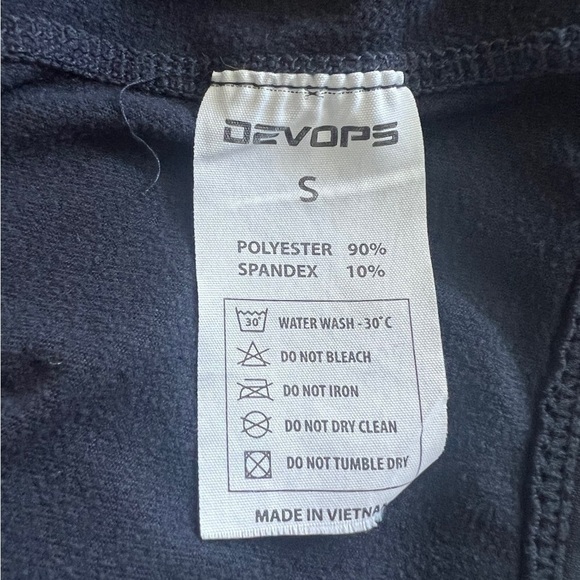 DEVOPS
S
POLYESTER 90%
SPANDEX 10%
30° WATER WASH - 30°C
DO NOT BLEACH
DO NOT IRON
DO NOT DRY CLEAN
DO NOT TUMBLE DRY
MADE IN VIETNA